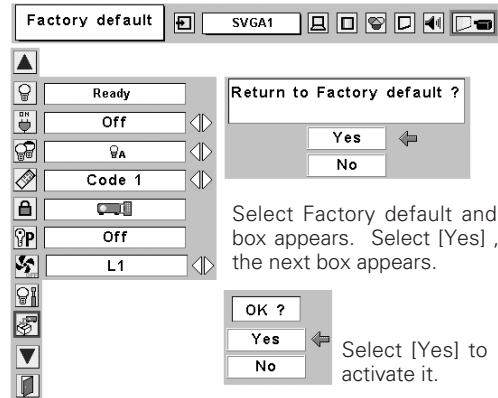 Factory default
SVGA1
Ready
ON
Off
A
Code 1
P
Off
L1
Return to Factory default ?
Yes
No
Select Factory default and
box appears. Select [Yes] ,
the next box appears.
OK ?
Yes
No
Select [Yes] to
activate it.